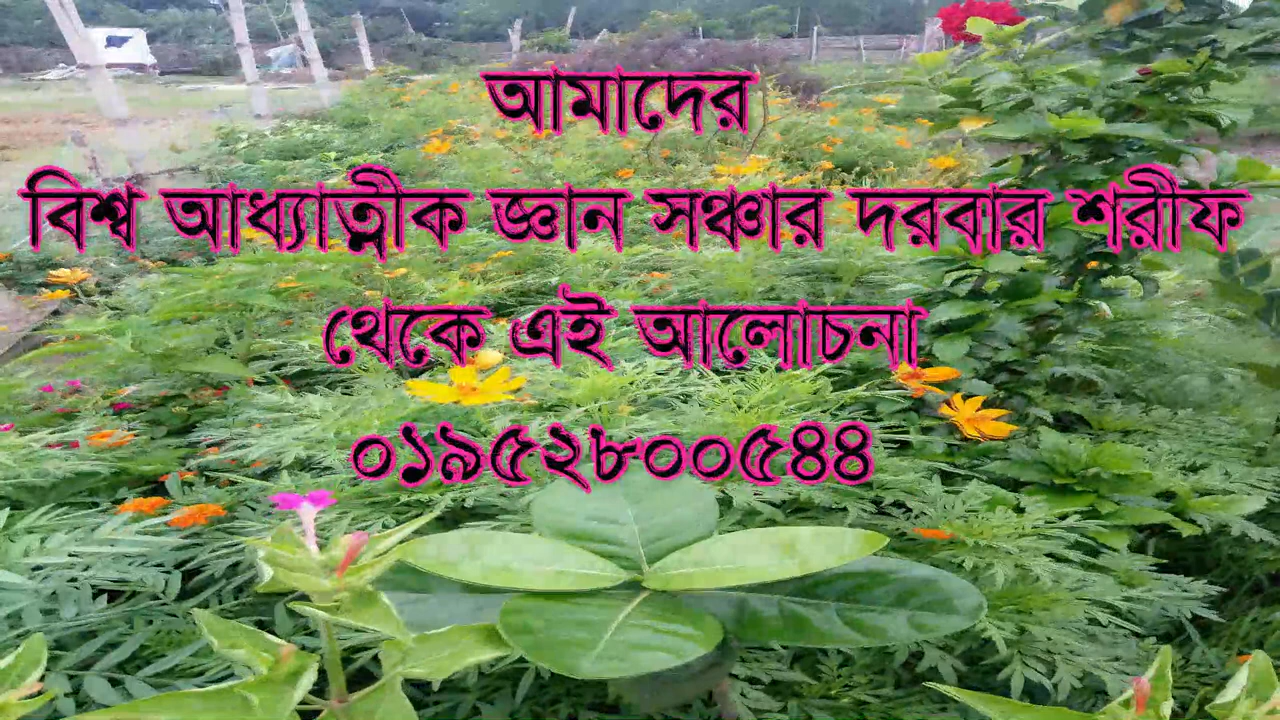 আমাদের
বিশ্ব আধ্যাত্নীক জ্ঞান সঞ্চার দরবার শরীফ
থেকে এই আলোচনা
০১৯৫২৮০০৫৪৪